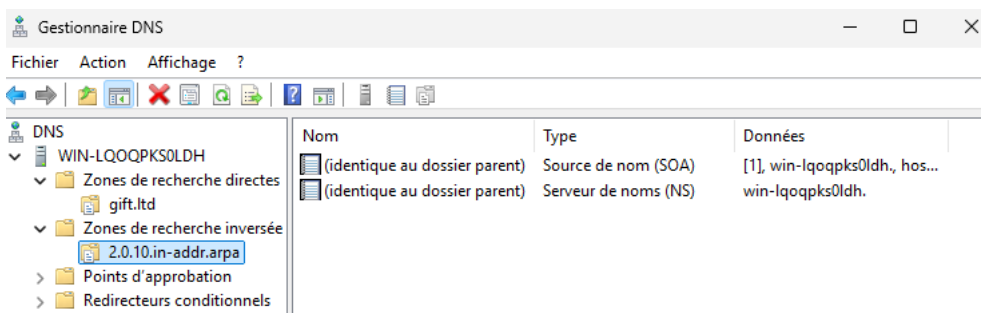 Gestionnaire DNS
Fichier Action Affichage ?
DNS
WIN-LQOQPKS0LDH
Zones de recherche directes
gift.ltd
Zones de recherche inversée
2.0.10.in-addr.arpa
Points d'approbation
Redirecteurs conditionnels
Nom Type Données
(identique au dossier parent) Source de nom (SOA) [1], win-lqoqpks0ldh., hos...
(identique au dossier parent) Serveur de noms (NS) win-lqoqpks0ldh.